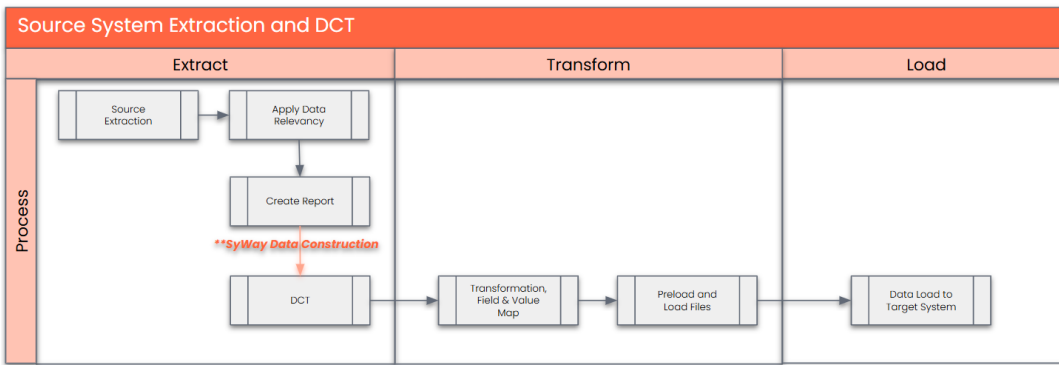 Source System Extraction and DCT
Extract
Transform
Load
Process
Source
Extraction
Apply Data
Relevancy
Create Report
**SyWay Data Construction
DCT
Transformation,
Field & Value
Map
Preload and
Load Files
Data Load to
Target System